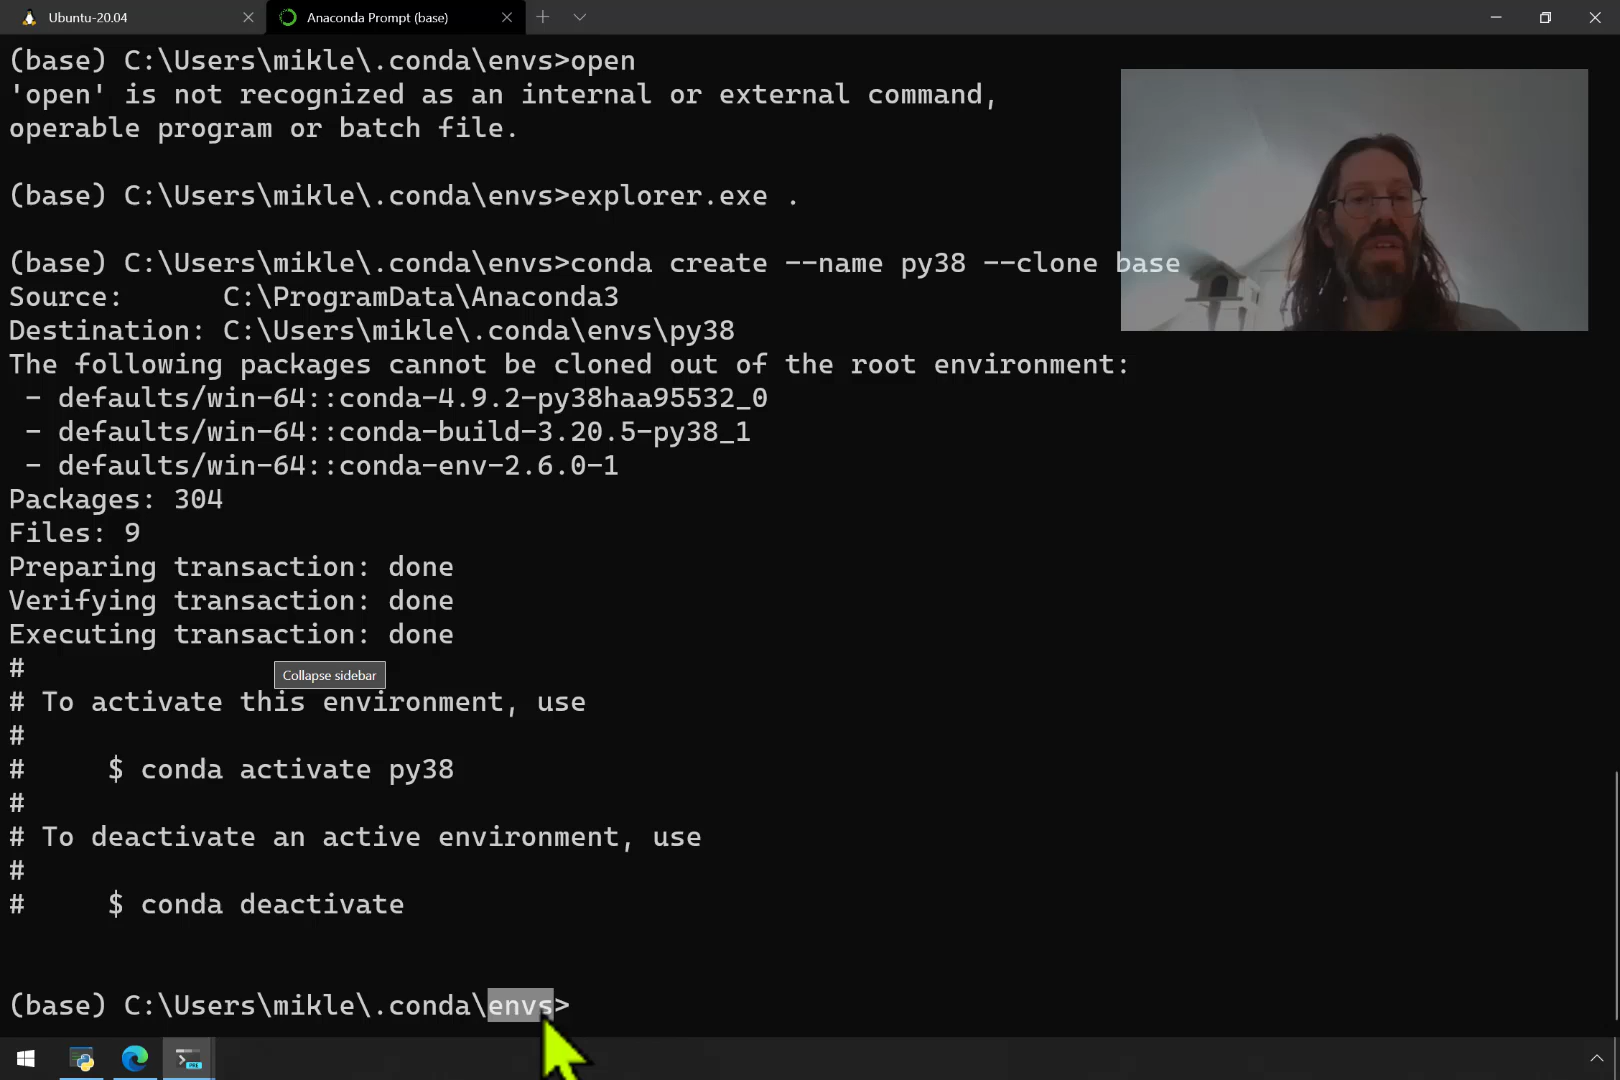 Ubuntu-20.04
Anaconda Prompt (base)
(base) C:\Users\mikle\.conda\envs>open
'open' is not recognized as an internal or external command,
operable program or batch file.
(base) C:\Users\mikle\.conda\envs>explorer.exe .
(base) C:\Users\mikle\.conda\envs>conda create --name py38 --clone base
Source:      C:\ProgramData\Anaconda3
Destination: C:\Users\mikle\.conda\envs\py38
The following packages cannot be cloned out of the root environment:
 - defaults/win-64::conda-4.9.2-py38haa95532_0
 - defaults/win-64::conda-build-3.20.5-py38_1
 - defaults/win-64::conda-env-2.6.0-1
Packages: 304
Files: 9
Preparing transaction: done
Verifying transaction: done
Executing transaction: done
#
Collapse sidebar
# To activate this environment, use
#
#     $ conda activate py38
#
# To deactivate an active environment, use
#
#     $ conda deactivate
(base) C:\Users\mikle\.conda\envs>